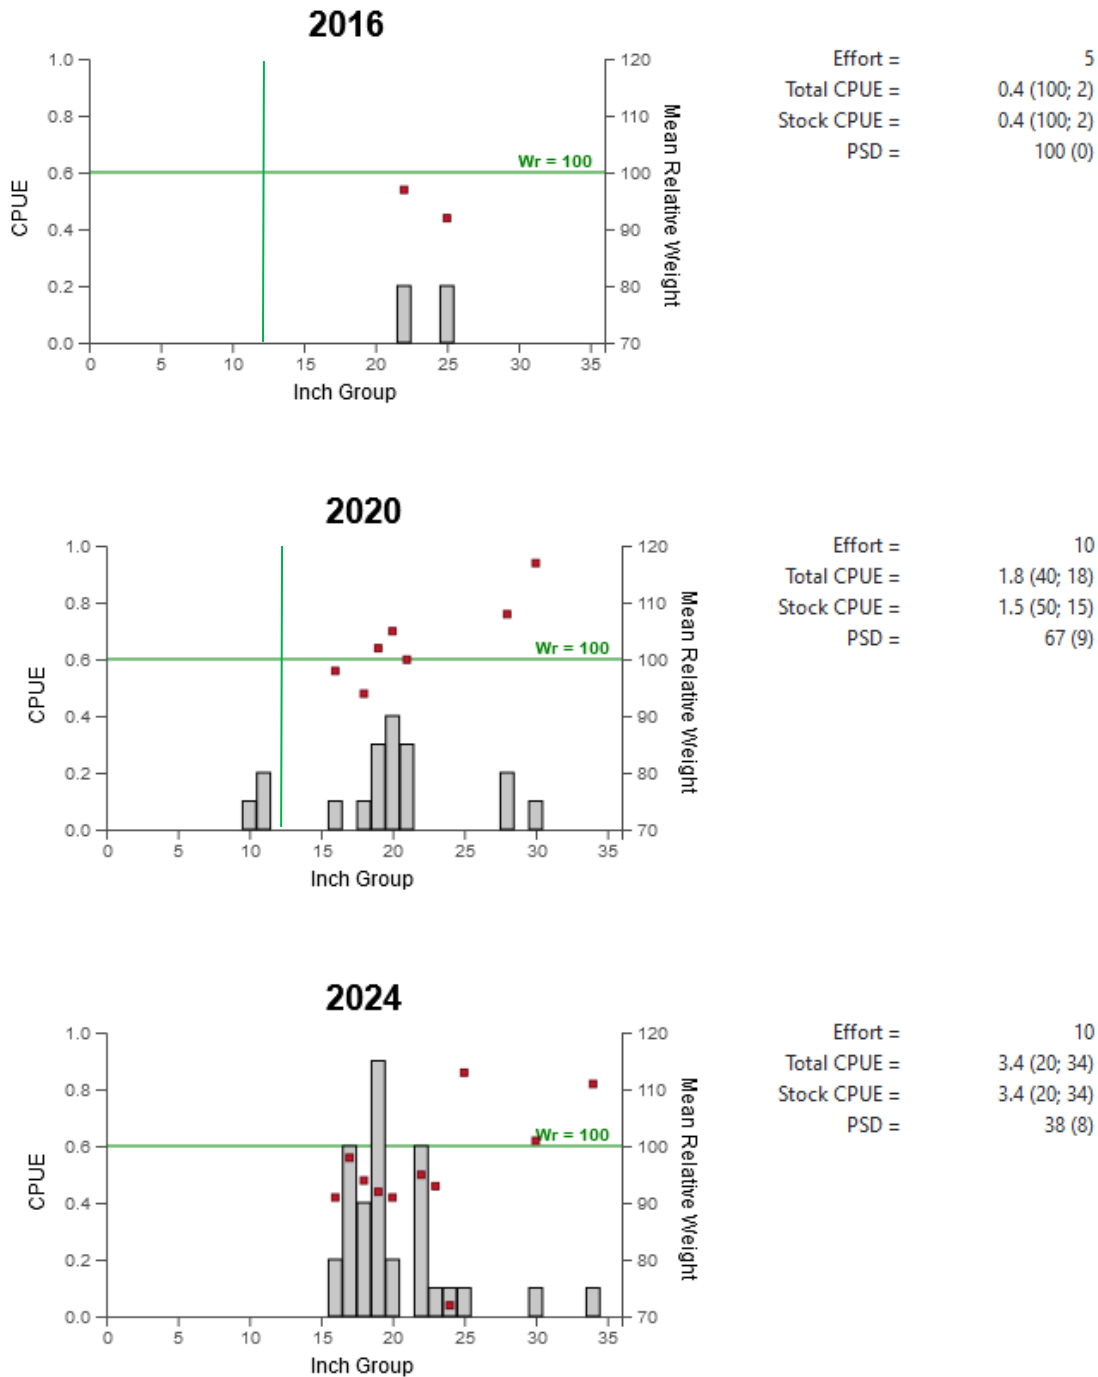 2016
1.0
0.8
0.6
0.4
0.2
0.0
CPUE
Wr = 100
120
110
100
90
80
70
Mean Relative Weight
0 5 10 15 20 25 30 35
Inch Group
Effort = 5
Total CPUE = 0.4 (100; 2)
Stock CPUE = 0.4 (100; 2)
PSD = 100 (0)
2020
1.0
0.8
0.6
0.4
0.2
0.0
CPUE
Wr = 100
120
110
100
90
80
70
Mean Relative Weight
0 5 10 15 20 25 30 35
Inch Group
Effort = 10
Total CPUE = 1.8 (40; 18)
Stock CPUE = 1.5 (50; 15)
PSD = 67 (9)
2024
1.0
0.8
0.6
0.4
0.2
0.0
CPUE
Wr = 100
120
110
100
90
80
70
Mean Relative Weight
0 5 10 15 20 25 30 35
Inch Group
Effort = 10
Total CPUE = 3.4 (20; 34)
Stock CPUE = 3.4 (20; 34)
PSD = 38 (8)